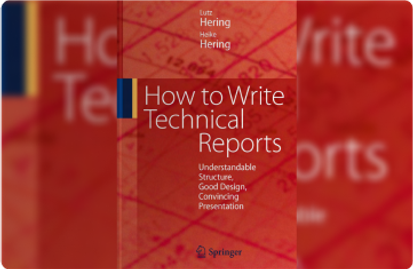 Lutz
Hering
Heike
Hering
How to Write
Technical
Reports
Understandable
Structure,
Good Design,
Convincing
Presentation
Springer